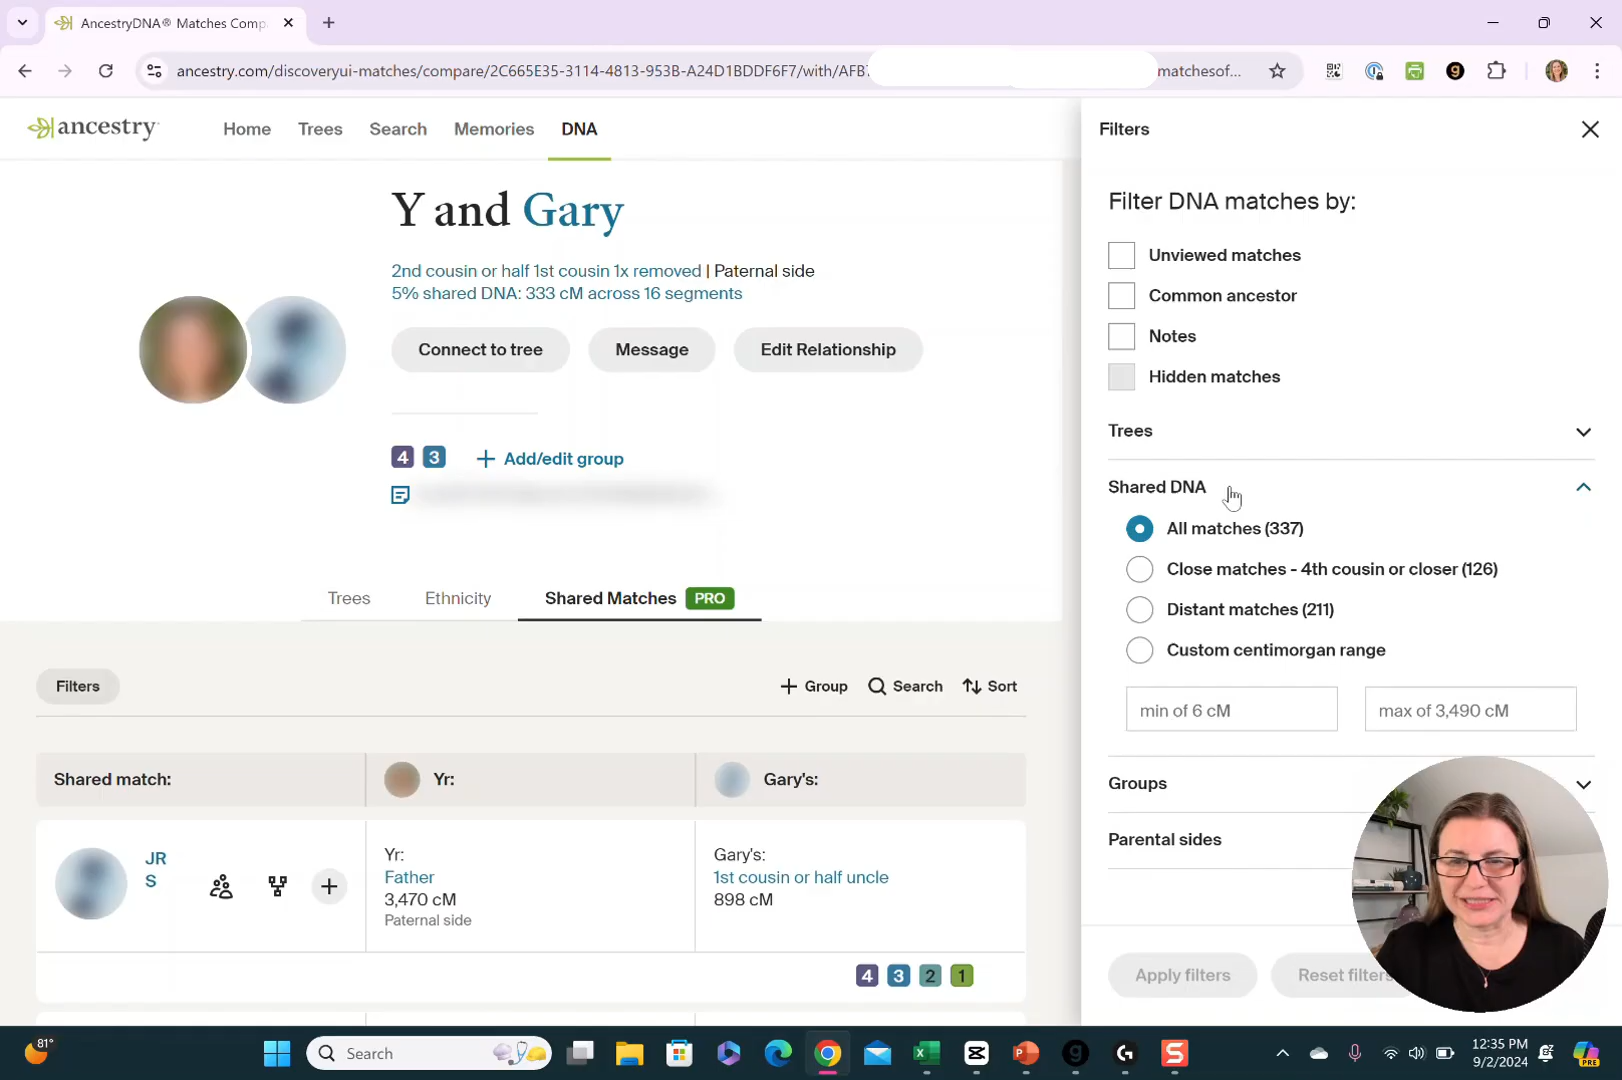 AncestryDNA® Matches Comp
ancestry.com/discoveryui-matches/compare/2C665E35-3114-4813-953B-A24D1BDDF6F7/with/AFB7
matchesof...
ancestry
Home
Trees
Search
Memories
DNA
Y and Gary
2nd cousin or half 1st cousin 1x removed | Paternal side
5% shared DNA: 333 cM across 16 segments
Connect to tree
Message
Edit Relationship
4 3 + Add/edit group
Trees
Ethnicity
Shared Matches PRO
Filters
+ Group
Search
Sort
Shared match:
Yr:
Gary's:
JR
S
Yr:
Father
3,470 cM
Paternal side
Gary's:
1st cousin or half uncle
898 cM
4 3 2 1
Filters
Filter DNA matches by:
Unviewed matches
Common ancestor
Notes
Hidden matches
Trees
Shared DNA
All matches (337)
Close matches - 4th cousin or closer (126)
Distant matches (211)
Custom centimorgan range
min of 6 cM
max of 3,490 cM
Groups
Parental sides
Apply filters
Reset filters
81°
Search
12:35 PM
9/2/2024
PRE